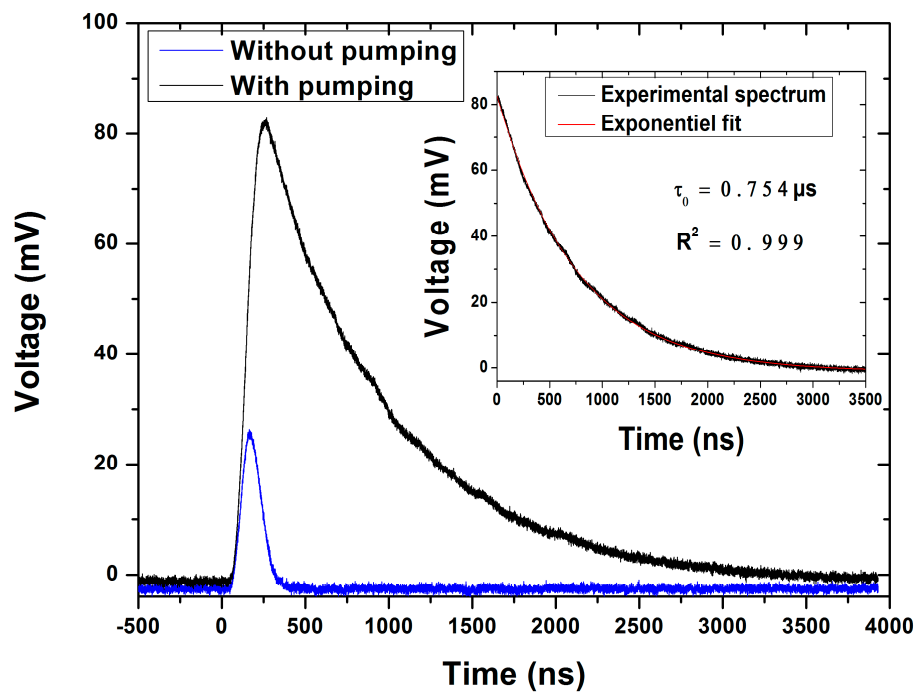 100
80
60
40
20
0
Voltage (mV)
Without pumping
With pumping
80
60
40
20
0
Voltage (mV)
Experimental spectrum
Exponentiel fit
τ0 = 0.754 µs
R² = 0.999
0 500 1000 1500 2000 2500 3000 3500
Time (ns)
-500 0 500 1000 1500 2000 2500 3000 3500 4000
Time (ns)